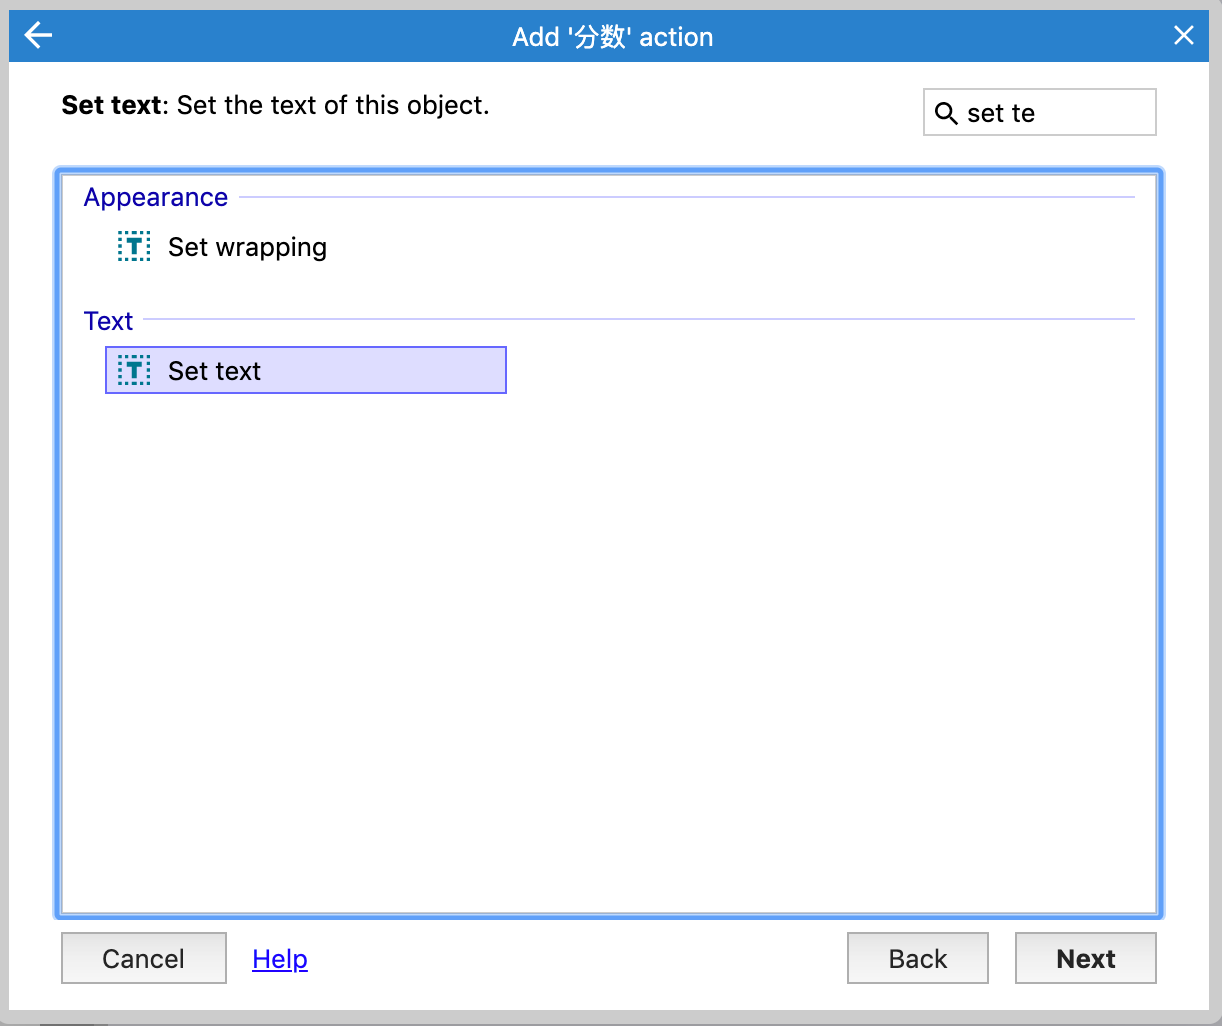 Add '分数' action
Set text: Set the text of this object.
set te
Appearance
Set wrapping
Text
Set text
Cancel
Help
Back
Next